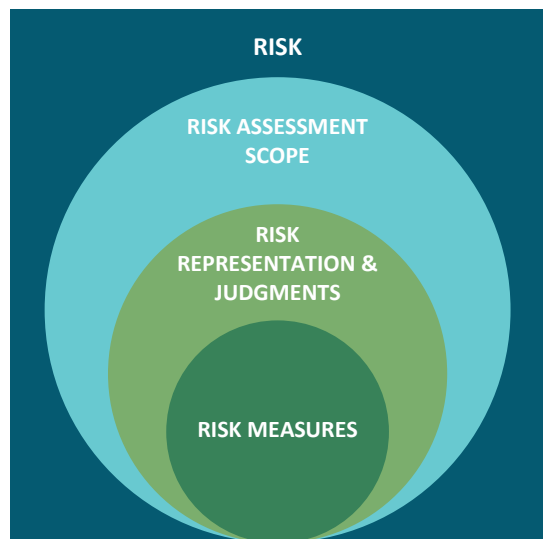 RISK
RISK ASSESSMENT
SCOPE
RISK
REPRESENTATION &
JUDGMENTS
RISK MEASURES